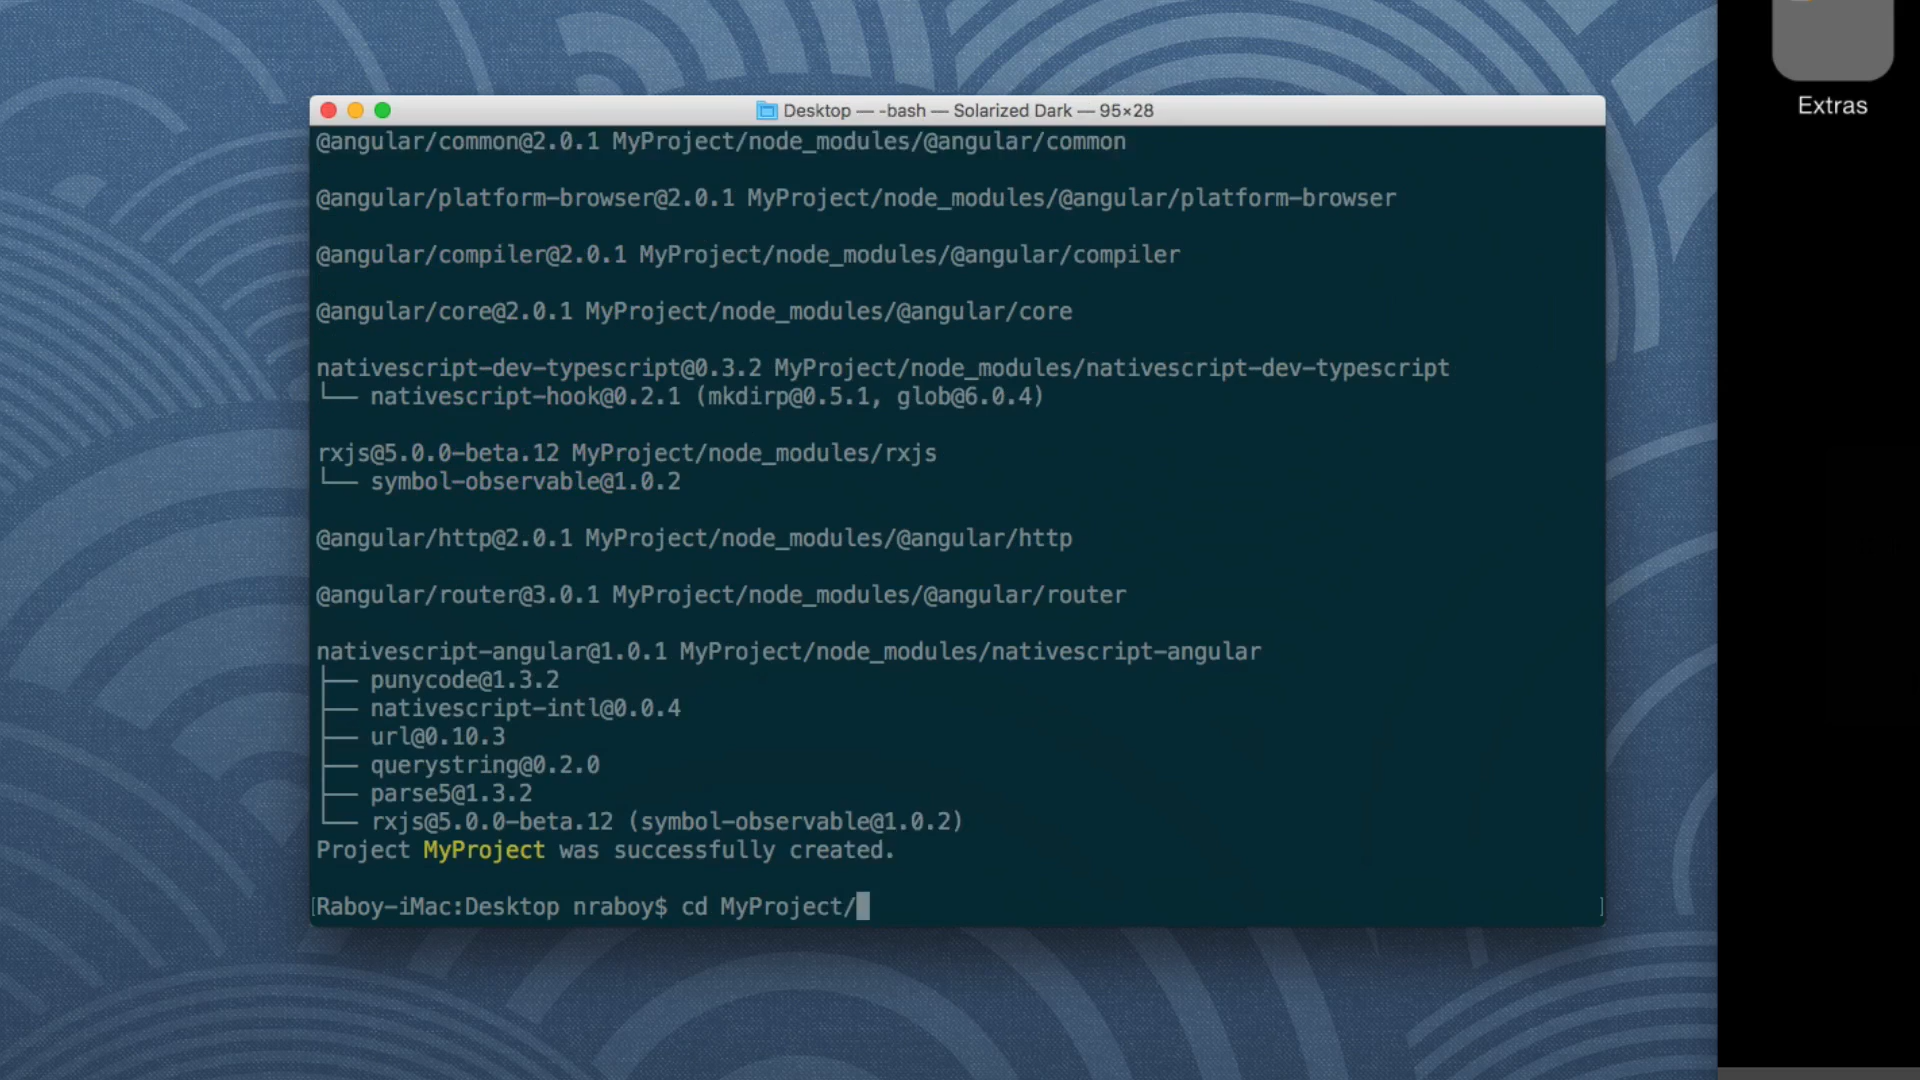 Desktop — -bash — Solarized Dark — 95×28
@angular/common@2.0.1 MyProject/node_modules/@angular/common
@angular/platform-browser@2.0.1 MyProject/node_modules/@angular/platform-browser
@angular/compiler@2.0.1 MyProject/node_modules/@angular/compiler
@angular/core@2.0.1 MyProject/node_modules/@angular/core
nativescript-dev-typescript@0.3.2 MyProject/node_modules/nativescript-dev-typescript
└── nativescript-hook@0.2.1 (mkdirp@0.5.1, glob@6.0.4)
rxjs@5.0.0-beta.12 MyProject/node_modules/rxjs
└── symbol-observable@1.0.2
@angular/http@2.0.1 MyProject/node_modules/@angular/http
@angular/router@3.0.1 MyProject/node_modules/@angular/router
nativescript-angular@1.0.1 MyProject/node_modules/nativescript-angular
├── punycode@1.3.2
├── nativescript-intl@0.0.4
├── url@0.10.3
├── querystring@0.2.0
├── parse5@1.3.2
└── rxjs@5.0.0-beta.12 (symbol-observable@1.0.2)
Project MyProject was successfully created.
[Raboy-iMac:Desktop nraboy$ cd MyProject/ ]
Extras